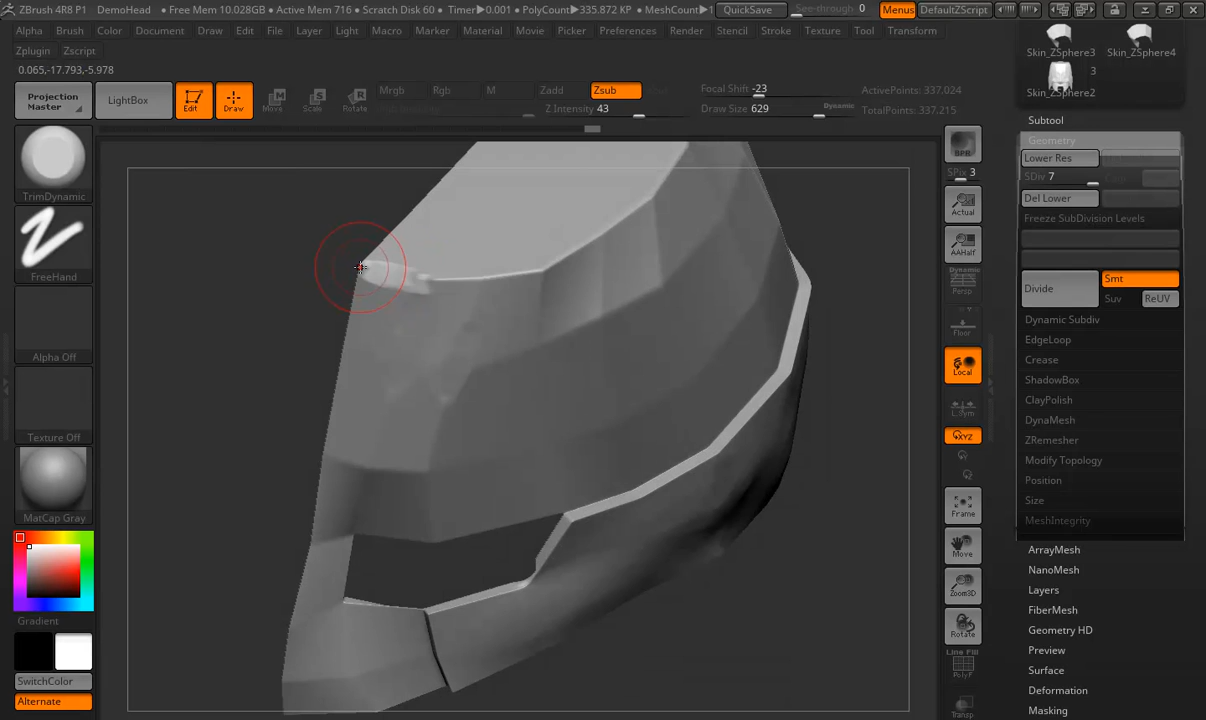 ZBrush 4R8 P1 DemoHead • Free Mem 10.028GB • Active Mem 716 • Scratch Disk 60 • Timer▶0.001 • PolyCount▶335.872 KP • MeshCount▶1 QuickSave See-through 0 Menus DefaultZScript
Alpha Brush Color Document Draw Edit File Layer Light Macro Marker Material Movie Picker Preferences Render Stencil Stroke Texture Tool Transform
Zplugin Zscript
0.065,-17.793,-5.978
Projection Master
LightBox
Edit
Draw
Move
Scale
Rotate
Mrgb Rgb M Zadd Zsub
Z Intensity 43
Focal Shift -23
Draw Size 629
Dynamic
ActivePoints: 337.024
TotalPoints: 337.215
TrimDynamic
FreeHand
Alpha Off
Texture Off
MatCap Gray
Gradient
SwitchColor
Alternate
BPR
SPix 3
Actual
AAHalf
Dynamic
Persp
Floor
Local
L.Sym
XYZ
Frame
Move
Zoom3D
Rotate
Line Fill
PolyF
Transp
Skin_ZSphere3 Skin_ZSphere4
3
Skin_ZSphere2
Subtool
Geometry
Lower Res
SDiv 7
Del Lower
Freeze SubDivision Levels
Divide
Smt
Suv ReUV
Dynamic Subdiv
EdgeLoop
Crease
ShadowBox
ClayPolish
DynaMesh
ZRemesher
Modify Topology
Position
Size
MeshIntegrity
ArrayMesh
NanoMesh
Layers
FiberMesh
Geometry HD
Preview
Surface
Deformation
Masking